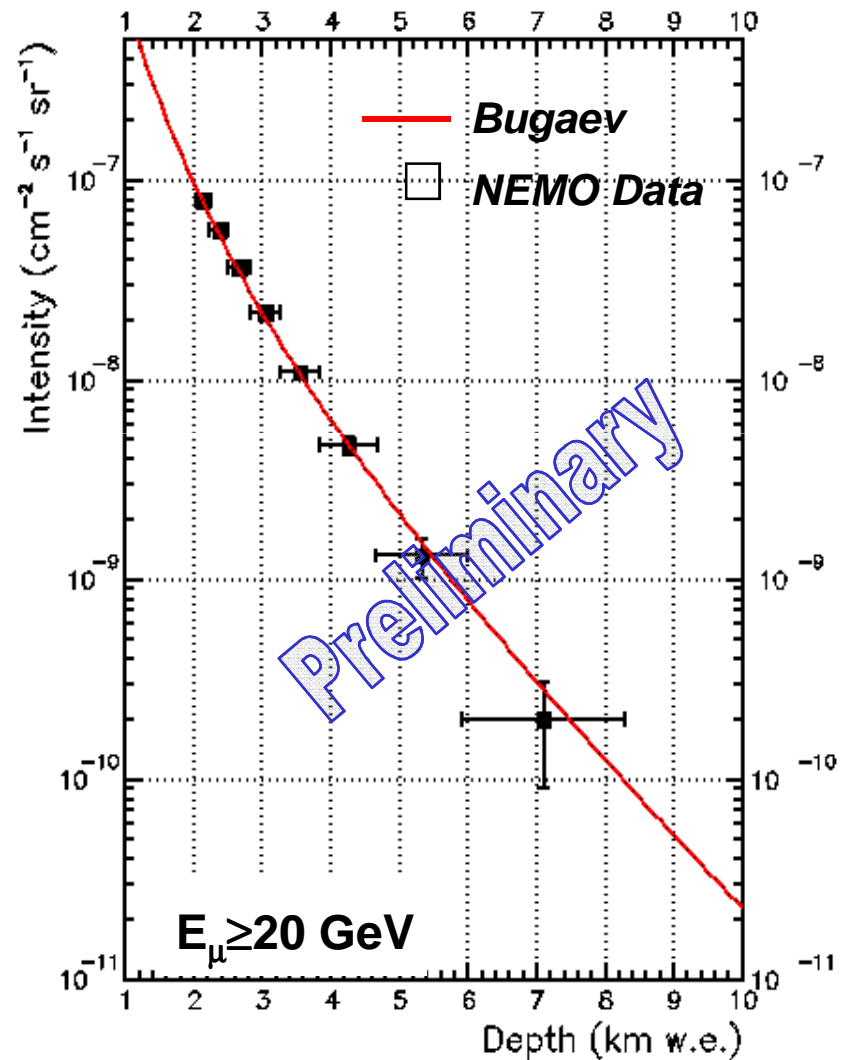 1 2 3 4 5 6 7 8 9 10
Intensity (cm⁻² s⁻¹ sr⁻¹)
Bugaev
NEMO Data
10⁻⁷ 10⁻⁷
10⁻⁸ 10⁻⁸
10⁻⁹ 10⁻⁹
10⁻¹⁰ 10⁻¹⁰
10⁻¹¹ 10⁻¹¹
Preliminary
Eμ≥20 GeV
1 2 3 4 5 6 7 8 9 10
Depth (km w.e.)